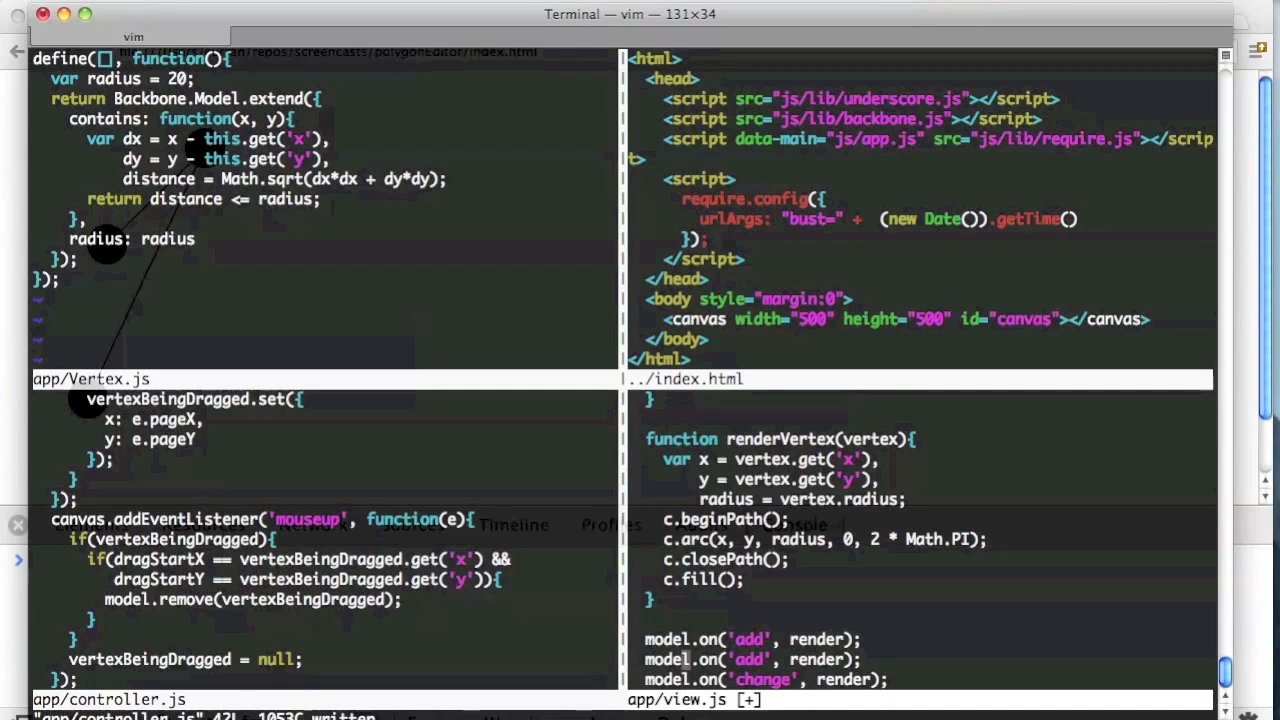 Terminal — vim — 131×34
vim
define([], function(){
  var radius = 20;
  return Backbone.Model.extend({
    contains: function(x, y){
      var dx = x - this.get('x'),
          dy = y - this.get('y'),
          distance = Math.sqrt(dx*dx + dy*dy);
      return distance <= radius;
    },
    radius: radius
  });
});
~
~
~
~
app/Vertex.js
<html>
  <head>
    <script src="js/lib/underscore.js"></script>
    <script src="js/lib/backbone.js"></script>
    <script data-main="js/app.js" src="js/lib/require.js"></scrip
t>
    <script>
      require.config({
        urlArgs: "bust=" +  (new Date()).getTime()
      });
    </script>
  </head>
  <body style="margin:0">
    <canvas width="500" height="500" id="canvas"></canvas>
  </body>
</html>
../index.html
      vertexBeingDragged.set({
        x: e.pageX,
        y: e.pageY
      });
    }
  });
  canvas.addEventListener('mouseup', function(e){
    if(vertexBeingDragged){
      if(dragStartX == vertexBeingDragged.get('x') &&
         dragStartY == vertexBeingDragged.get('y')){
        model.remove(vertexBeingDragged);
      }
    }
    vertexBeingDragged = null;
  });
app/controller.js
  }
  function renderVertex(vertex){
    var x = vertex.get('x'),
        y = vertex.get('y'),
        radius = vertex.radius;
    c.beginPath();
    c.arc(x, y, radius, 0, 2 * Math.PI);
    c.closePath();
    c.fill();
  }
  model.on('add', render);
  model.on('add', render);
  model.on('change', render);
app/view.js [+]
"app/controller.js" 42L, 1053C written